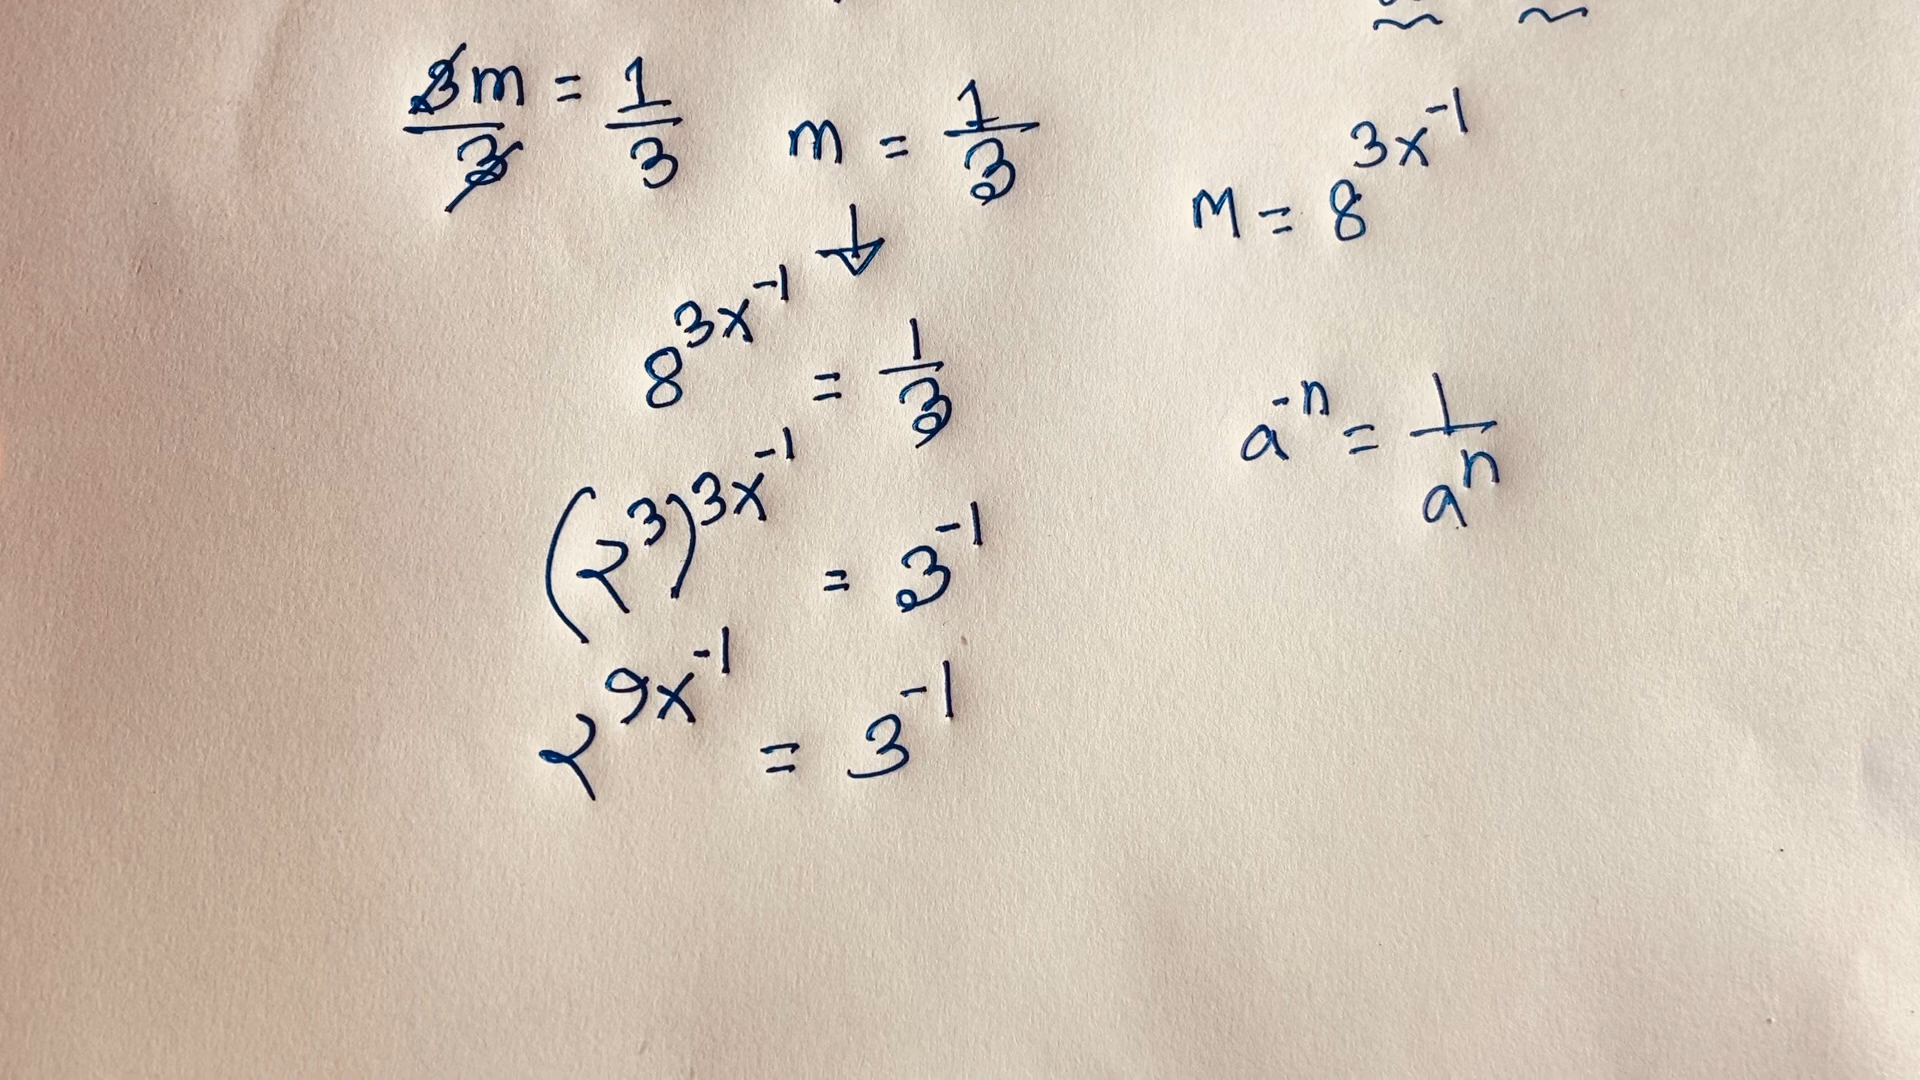 3m/3 = 1/3 m = 1/3
m = 8^3x^-1
8^3x^-1 = 1/3
a^-n = 1/a^n
(2^3)^3x^-1 = 3^-1
2^9x^-1 = 3^-1